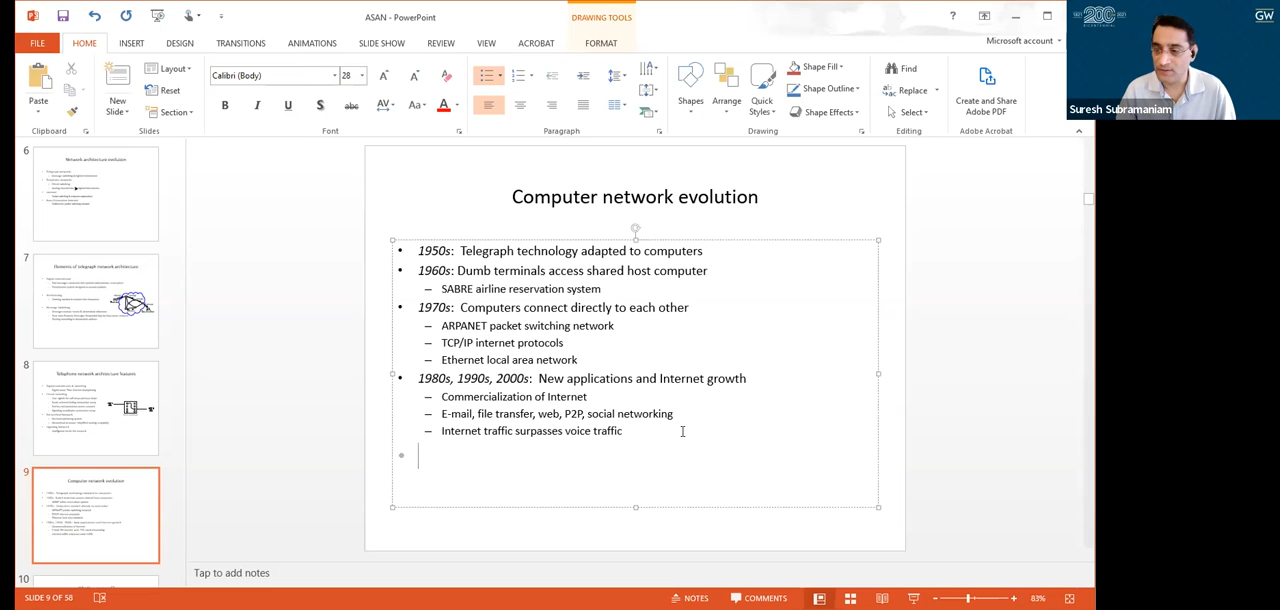 ASAN - PowerPoint
DRAWING TOOLS
FILE HOME INSERT DESIGN TRANSITIONS ANIMATIONS SLIDE SHOW REVIEW VIEW ACROBAT FORMAT
Microsoft account
Paste
New
Slide
Layout
Reset
Section
Calibri (Body) 28
Shapes
Arrange
Quick
Styles
Shape Fill
Shape Outline
Shape Effects
Find
Replace
Select
Create and Share
Adobe PDF
Clipboard Slides Font Paragraph Drawing Editing Adobe Acrobat
GW
Suresh Subramaniam
6
Network architecture evolution
7
Elements of telegraph network architecture
8
Telephone network architecture features
9
Computer network evolution
10
Computer network evolution
• 1950s: Telegraph technology adapted to computers
• 1960s: Dumb terminals access shared host computer
– SABRE airline reservation system
• 1970s: Computers connect directly to each other
– ARPANET packet switching network
– TCP/IP internet protocols
– Ethernet local area network
• 1980s, 1990s, 2000s: New applications and Internet growth
– Commercialization of Internet
– E-mail, file transfer, web, P2P, social networking
– Internet traffic surpasses voice traffic
Tap to add notes
SLIDE 9 OF 58
NOTES
COMMENTS
83%